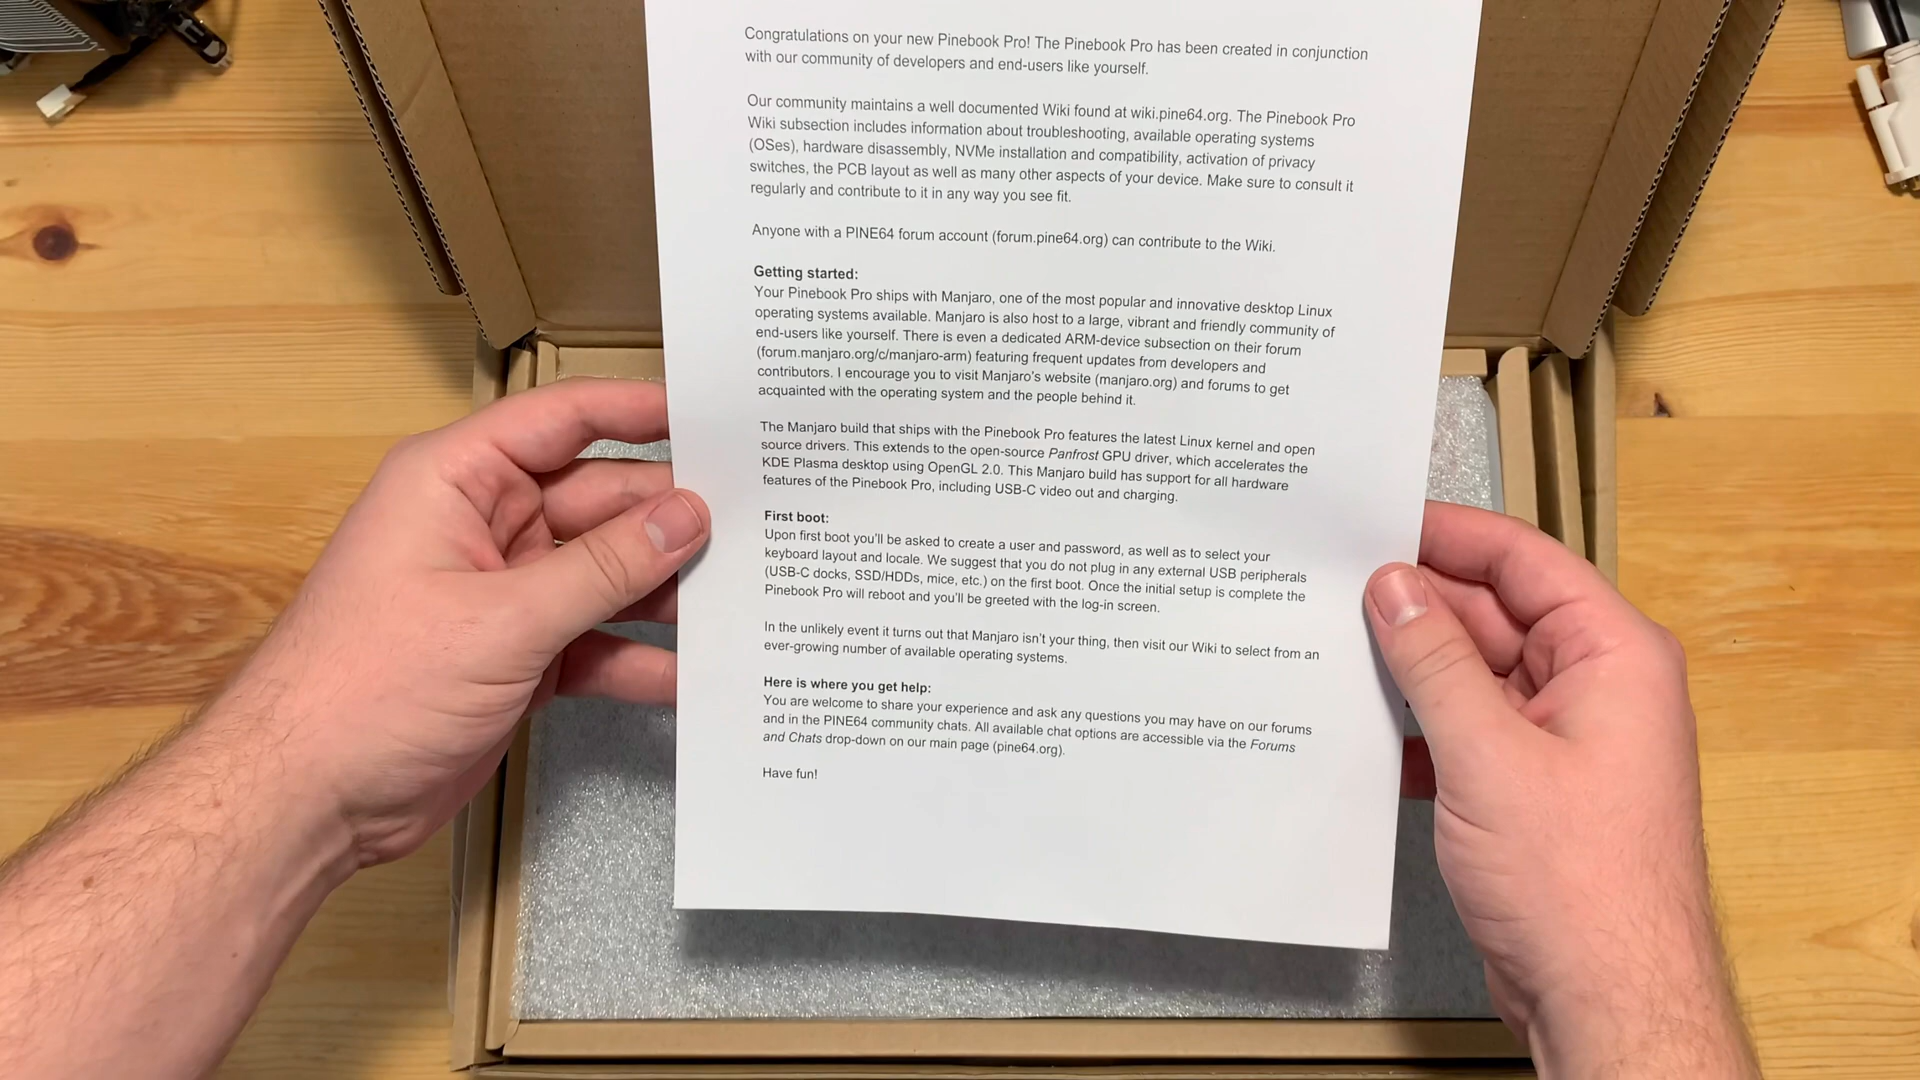 Congratulations on your new Pinebook Pro! The Pinebook Pro has been created in conjunction
with our community of developers and end-users like yourself.
Our community maintains a well documented Wiki found at wiki.pine64.org. The Pinebook Pro
Wiki subsection includes information about troubleshooting, available operating systems
(OSes), hardware disassembly, NVMe installation and compatibility, activation of privacy
switches, the PCB layout as well as many other aspects of your device. Make sure to consult it
regularly and contribute to it in any way you see fit.
Anyone with a PINE64 forum account (forum.pine64.org) can contribute to the Wiki.
Getting started:
Your Pinebook Pro ships with Manjaro, one of the most popular and innovative desktop Linux
operating systems available. Manjaro is also host to a large, vibrant and friendly community of
end-users like yourself. There is even a dedicated ARM-device subsection on their forum
(forum.manjaro.org/c/manjaro-arm) featuring frequent updates from developers and
contributors. I encourage you to visit Manjaro's website (manjaro.org) and forums to get
acquainted with the operating system and the people behind it.
The Manjaro build that ships with the Pinebook Pro features the latest Linux kernel and open
source drivers. This extends to the open-source Panfrost GPU driver, which accelerates the
KDE Plasma desktop using OpenGL 2.0. This Manjaro build has support for all hardware
features of the Pinebook Pro, including USB-C video out and charging.
First boot:
Upon first boot you'll be asked to create a user and password, as well as to select your
keyboard layout and locale. We suggest that you do not plug in any external USB peripherals
(USB-C docks, SSD/HDDs, mice, etc.) on the first boot. Once the initial setup is complete the
Pinebook Pro will reboot and you'll be greeted with the log-in screen.
In the unlikely event it turns out that Manjaro isn't your thing, then visit our Wiki to select from an
ever-growing number of available operating systems.
Here is where you get help:
You are welcome to share your experience and ask any questions you may have on our forums
and in the PINE64 community chats. All available chat options are accessible via the Forums
and Chats drop-down on our main page (pine64.org).
Have fun!